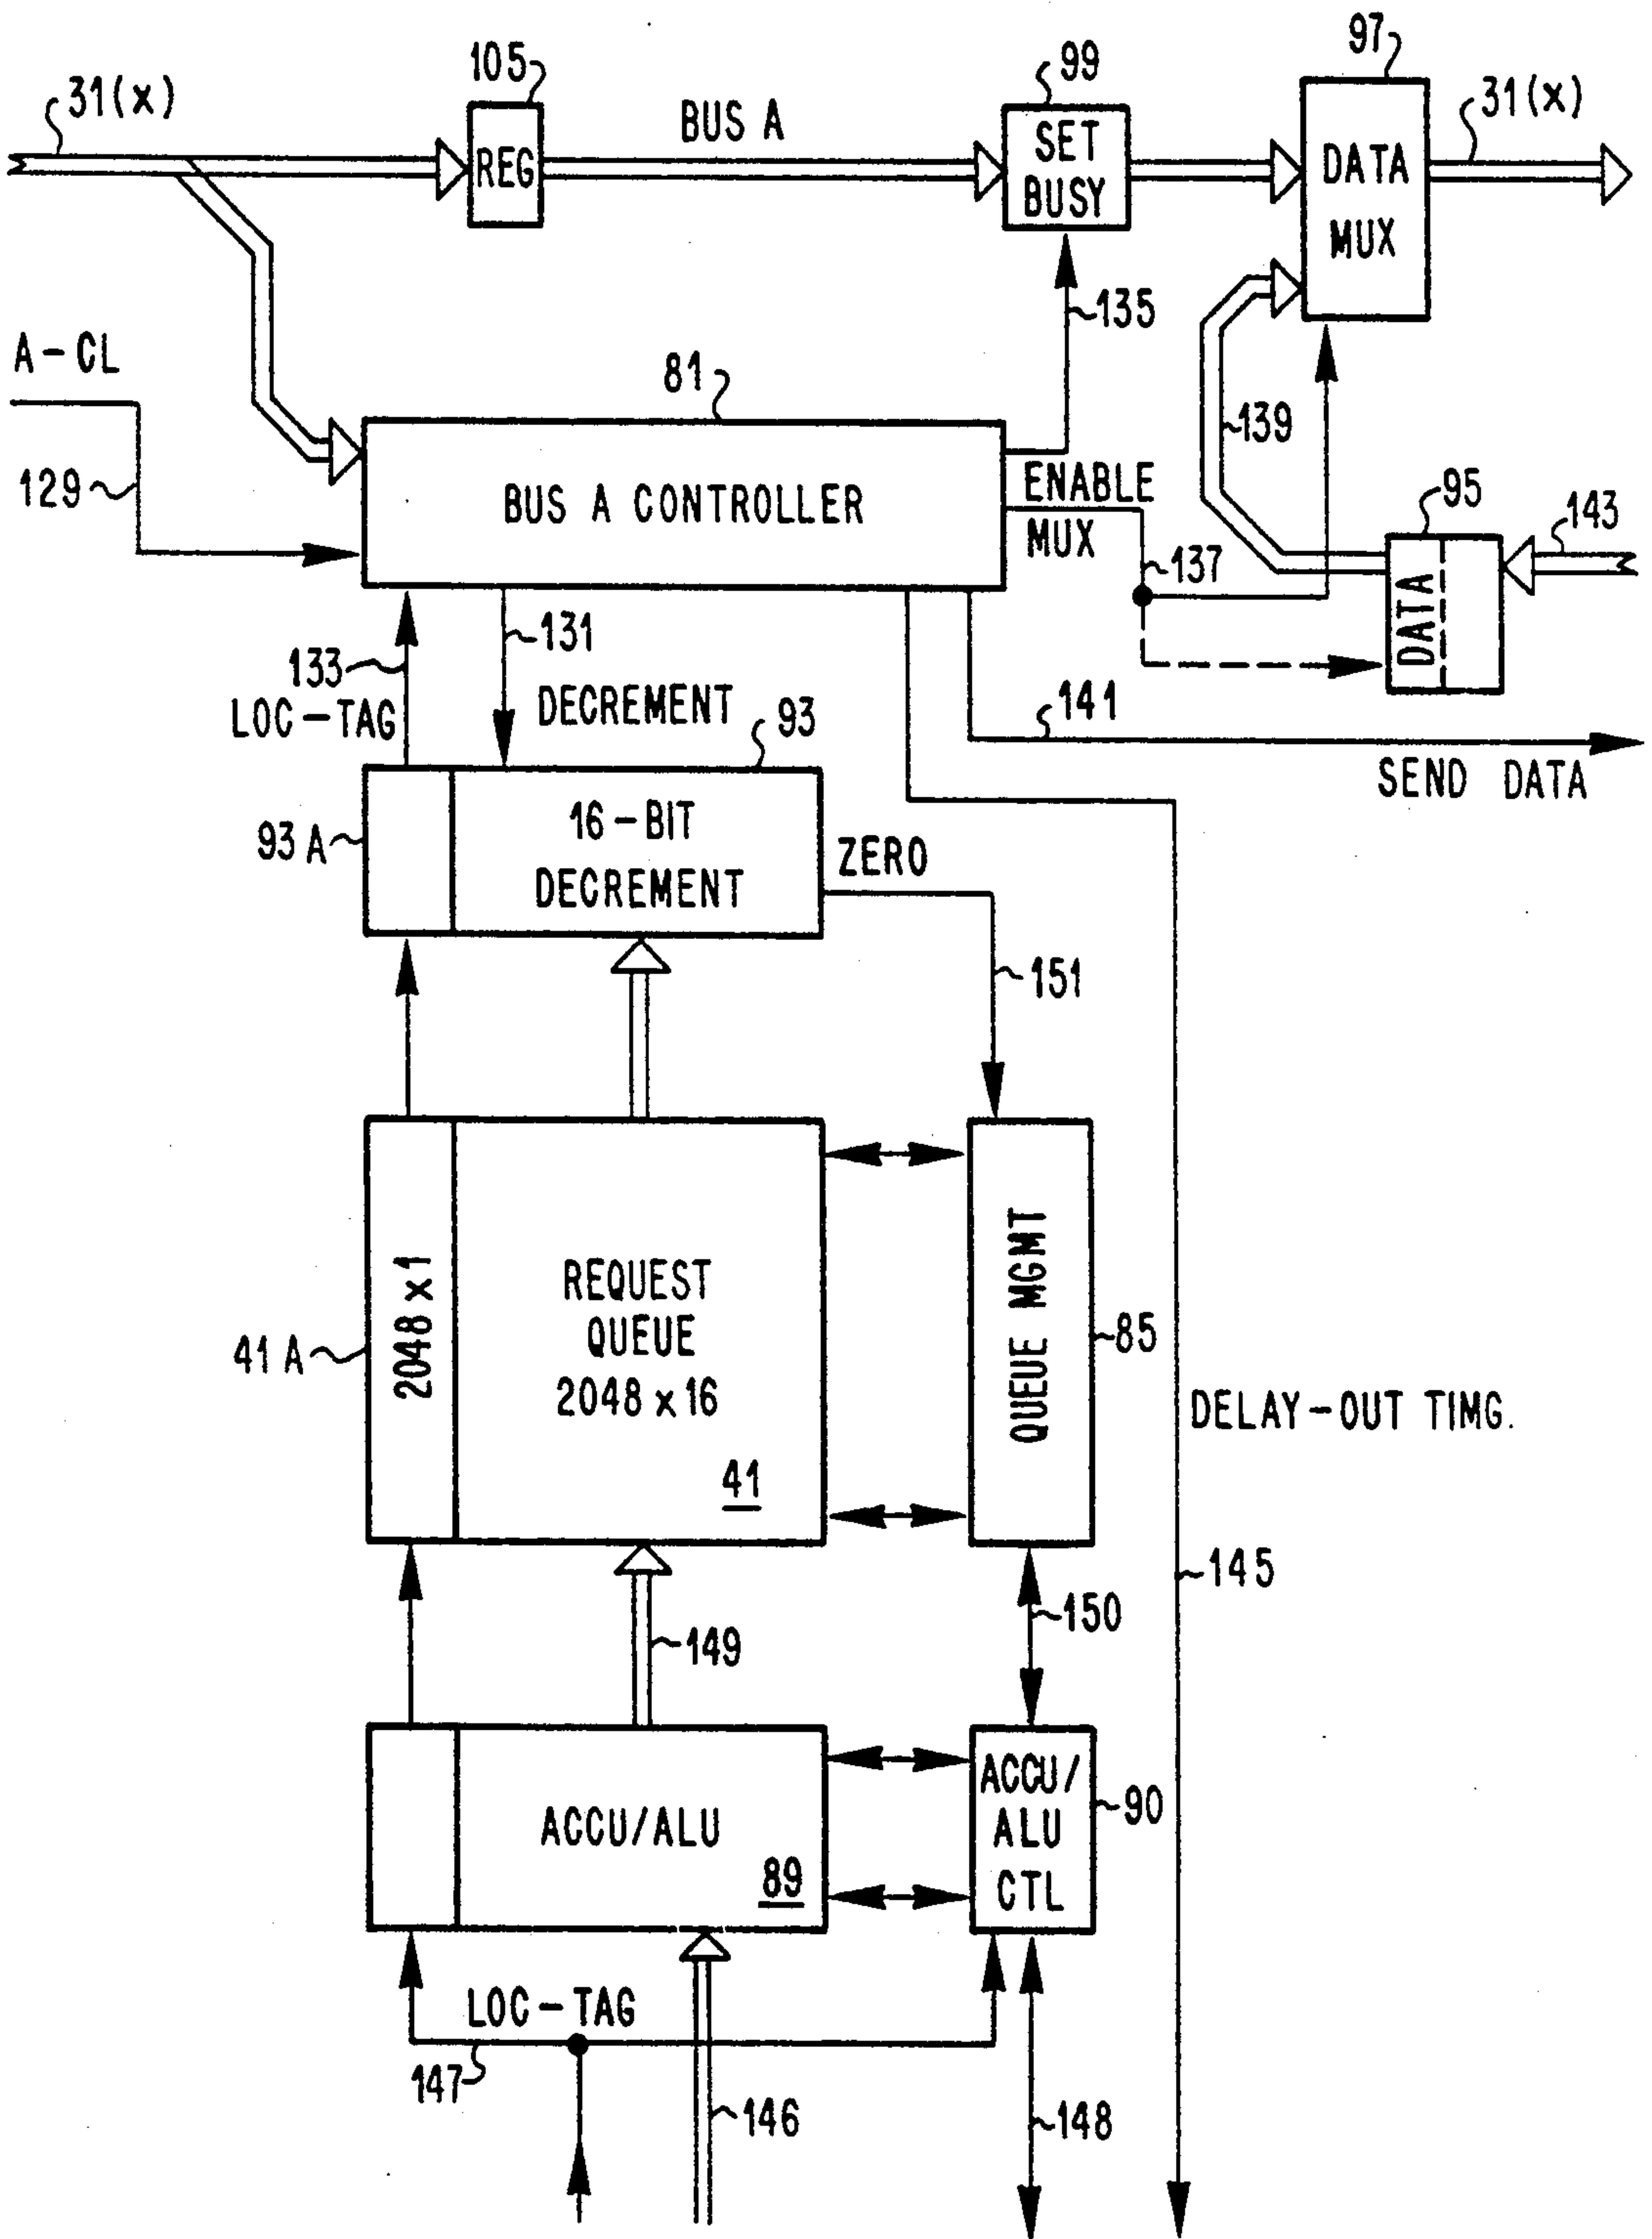 97
105
99
31(x)
31(x)
BUS A
REG
SET
BUSY
DATA
MUX
135
A-CL
81
139
129
BUS A CONTROLLER
ENABLE
MUX
95
143
137
DATA
131
133
LOC-TAG
DECREMENT
93
141
SEND DATA
93A
16-BIT
DECREMENT
ZERO
151
41A
2048 x 1
REQUEST
QUEUE
2048 x 16
41
QUEUE MGMT
85
DELAY-OUT TIMG.
145
150
149
ACCU/ALU
89
ACCU/
ALU
CTL
90
LOC-TAG
147
146
148